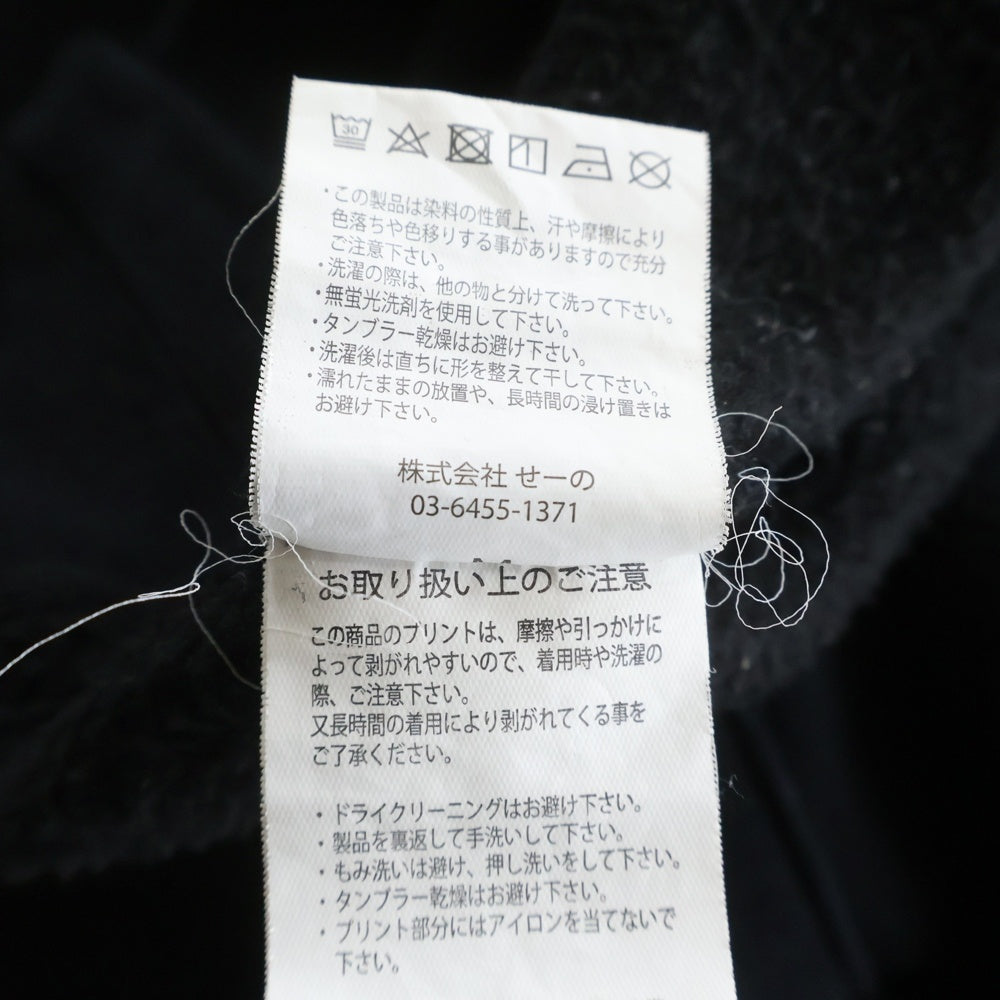 30
・この製品は染料の性質上、汗や摩擦により
色落ちや色移りする事がありますので充分
ご注意下さい。
・洗濯の際は、他の物と分けて洗って下さい。
・無蛍光洗剤を使用して下さい。
・タンブラー乾燥はお避け下さい。
・洗濯後は直ちに形を整えて干して下さい。
・濡れたままの放置や、長時間の浸け置きは
お避け下さい。
株式会社 せーの
03-6455-1371
お取り扱い上のご注意
この商品のプリントは、摩擦や引っかけに
よって剥がれやすいので、着用時や洗濯の
際、ご注意下さい。
又長時間の着用により剥がれてくる事を
ご了承ください。
・ドライクリーニングはお避け下さい。
・製品を裏返して手洗いして下さい。
・もみ洗いは避け、押し洗いをして下さい。
・タンブラー乾燥はお避け下さい。
・プリント部分にはアイロンを当てないで
下さい。